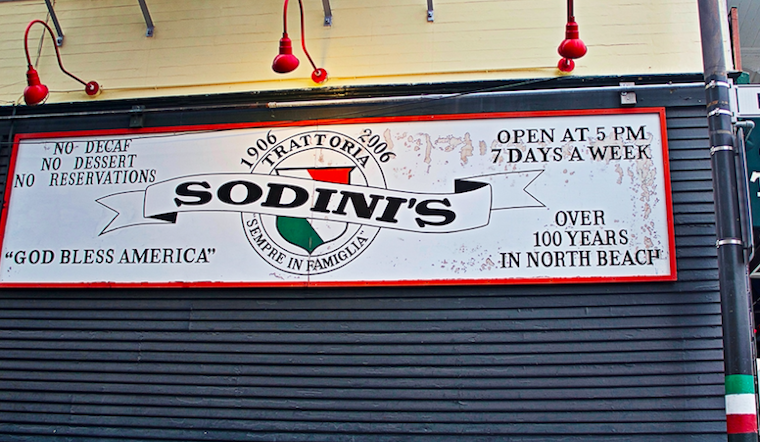 NO DECAF
NO DESSERT
NO RESERVATIONS
"GOD BLESS AMERICA"
1906 2006
TRATTORIA
SODINI'S
SEMPRE IN FAMIGLIA
OPEN AT 5 PM
7 DAYS A WEEK
OVER
100 YEARS
IN NORTH BEACH